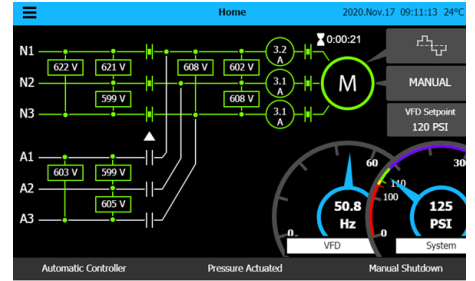 Home
2020.Nov.17 09:11:13 24°C
0:00:21
N1
622 V
621 V
608 V
602 V
3.2 A
N2
599 V
608 V
3.1 A
M
MANUAL
N3
3.1 A
VFD Setpoint
120 PSI
A1
603 V
599 V
A2
605 V
A3
60
0
50.8
Hz
VFD
30
110
100
0
125
PSI
System
Automatic Controller
Pressure Actuated
Manual Shutdown